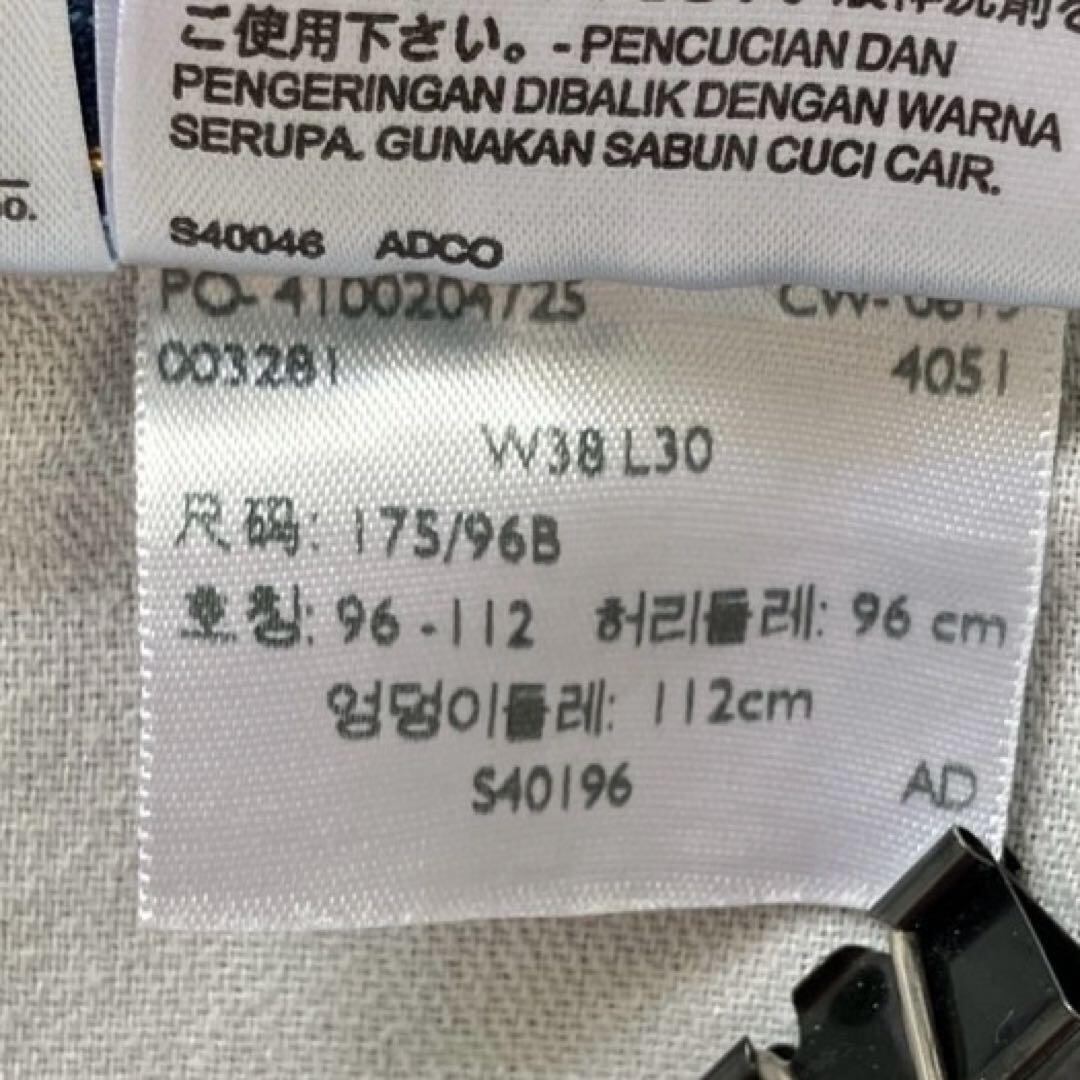 ご使用下さい。- PENCUCIAN DAN
PENGERINGAN DIBALIK DENGAN WARNA
SERUPA. GUNAKAN SABUN CUCI CAIR.
S40046 ADCO
PO- 4100204725
003281 4051
W38 L30
尺码: 175/96B
호칭: 96 -112 허리둘레: 96 cm
엉덩이둘레: 112cm
S40196 AD